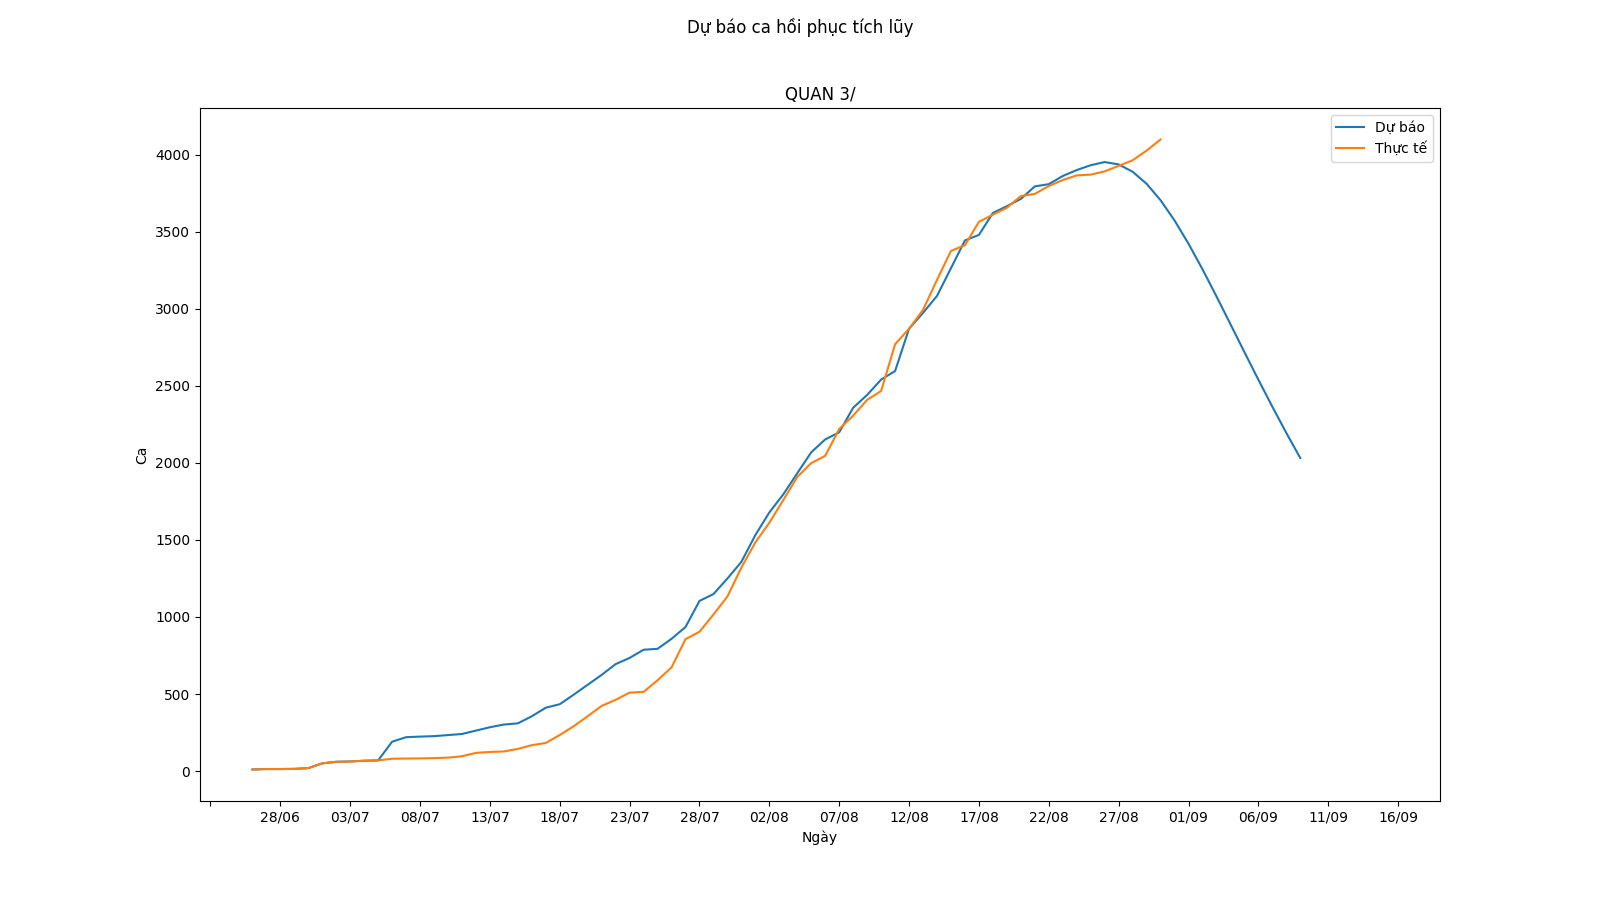 Dự báo ca hồi phục tích lũy
QUAN 3/
Dự báo
Thực tế
4000
3500
3000
2500
2000
1500
1000
500
0
Ca
28/06 03/07 08/07 13/07 18/07 23/07 28/07 02/08 07/08 12/08 17/08 22/08 27/08 01/09 06/09 11/09 16/09
Ngày